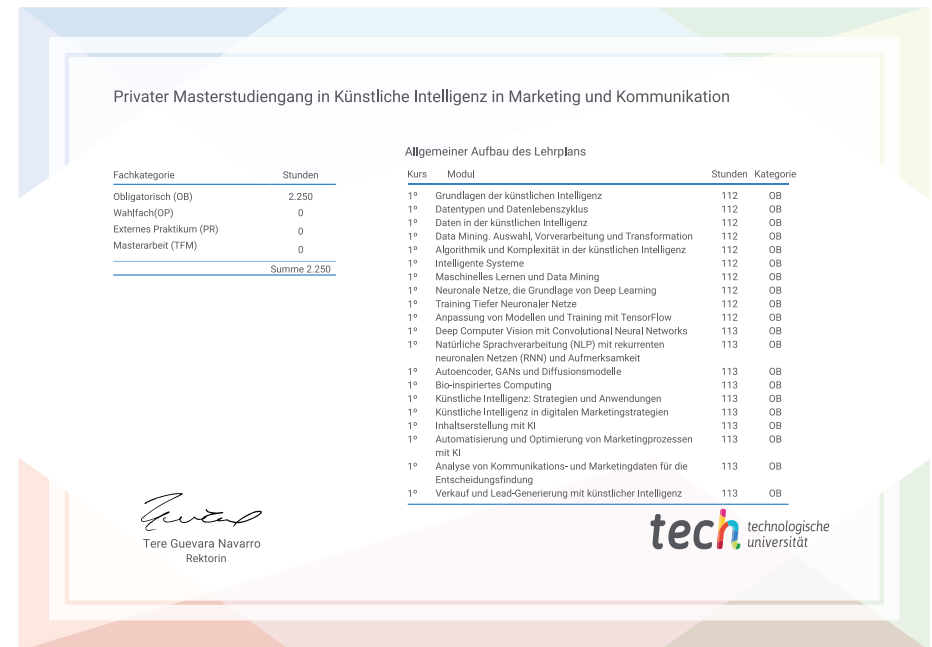 Privater Masterstudiengang in Künstliche Intelligenz in Marketing und Kommunikation
Fachkategorie Stunden
Obligatorisch (OB) 2.250
Wahlfach(OP) 0
Externes Praktikum (PR) 0
Masterarbeit (TFM) 0
Summe 2.250
Allgemeiner Aufbau des Lehrplans
Kurs Modul Stunden Kategorie
1º Grundlagen der künstlichen Intelligenz 112 OB
1º Datentypen und Datenlebenszyklus 112 OB
1º Daten in der künstlichen Intelligenz 112 OB
1º Data Mining. Auswahl, Vorverarbeitung und Transformation 112 OB
1º Algorithmik und Komplexität in der künstlichen Intelligenz 112 OB
1º Intelligente Systeme 112 OB
1º Maschinelles Lernen und Data Mining 112 OB
1º Neuronale Netze, die Grundlage von Deep Learning 112 OB
1º Training Tiefer Neuronaler Netze 112 OB
1º Anpassung von Modellen und Training mit TensorFlow 112 OB
1º Deep Computer Vision mit Convolutional Neural Networks 113 OB
1º Natürliche Sprachverarbeitung (NLP) mit rekurrenten 113 OB
neuronalen Netzen (RNN) und Aufmerksamkeit
1º Autoencoder, GANs und Diffusionsmodelle 113 OB
1º Bio-inspiriertes Computing 113 OB
1º Künstliche Intelligenz: Strategien und Anwendungen 113 OB
1º Künstliche Intelligenz in digitalen Marketingstrategien 113 OB
1º Inhaltserstellung mit KI 113 OB
1º Automatisierung und Optimierung von Marketingprozessen 113 OB
mit KI
1º Analyse von Kommunikations- und Marketingdaten für die 113 OB
Entscheidungsfindung
1º Verkauf und Lead-Generierung mit künstlicher Intelligenz 113 OB
Tere Guevara Navarro
Rektorin
tech technologische
universität